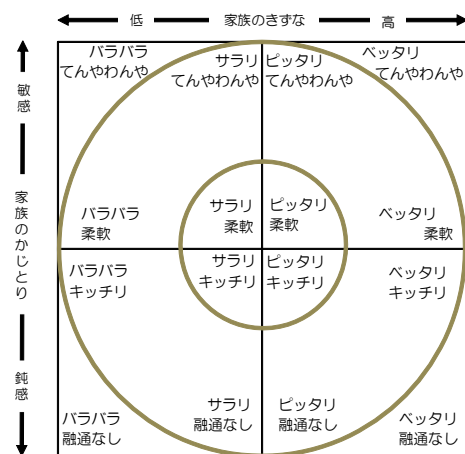 低 家族のきずな 高
敏感
家族のかじとり
鈍感
バラバラ
てんやわんや
サラリ
てんやわんや
ピッタリ
てんやわんや
ベッタリ
てんやわんや
バラバラ
柔軟
サラリ
柔軟
ピッタリ
柔軟
ベッタリ
柔軟
バラバラ
キッチリ
サラリ
キッチリ
ピッタリ
キッチリ
ベッタリ
キッチリ
バラバラ
融通なし
サラリ
融通なし
ピッタリ
融通なし
ベッタリ
融通なし